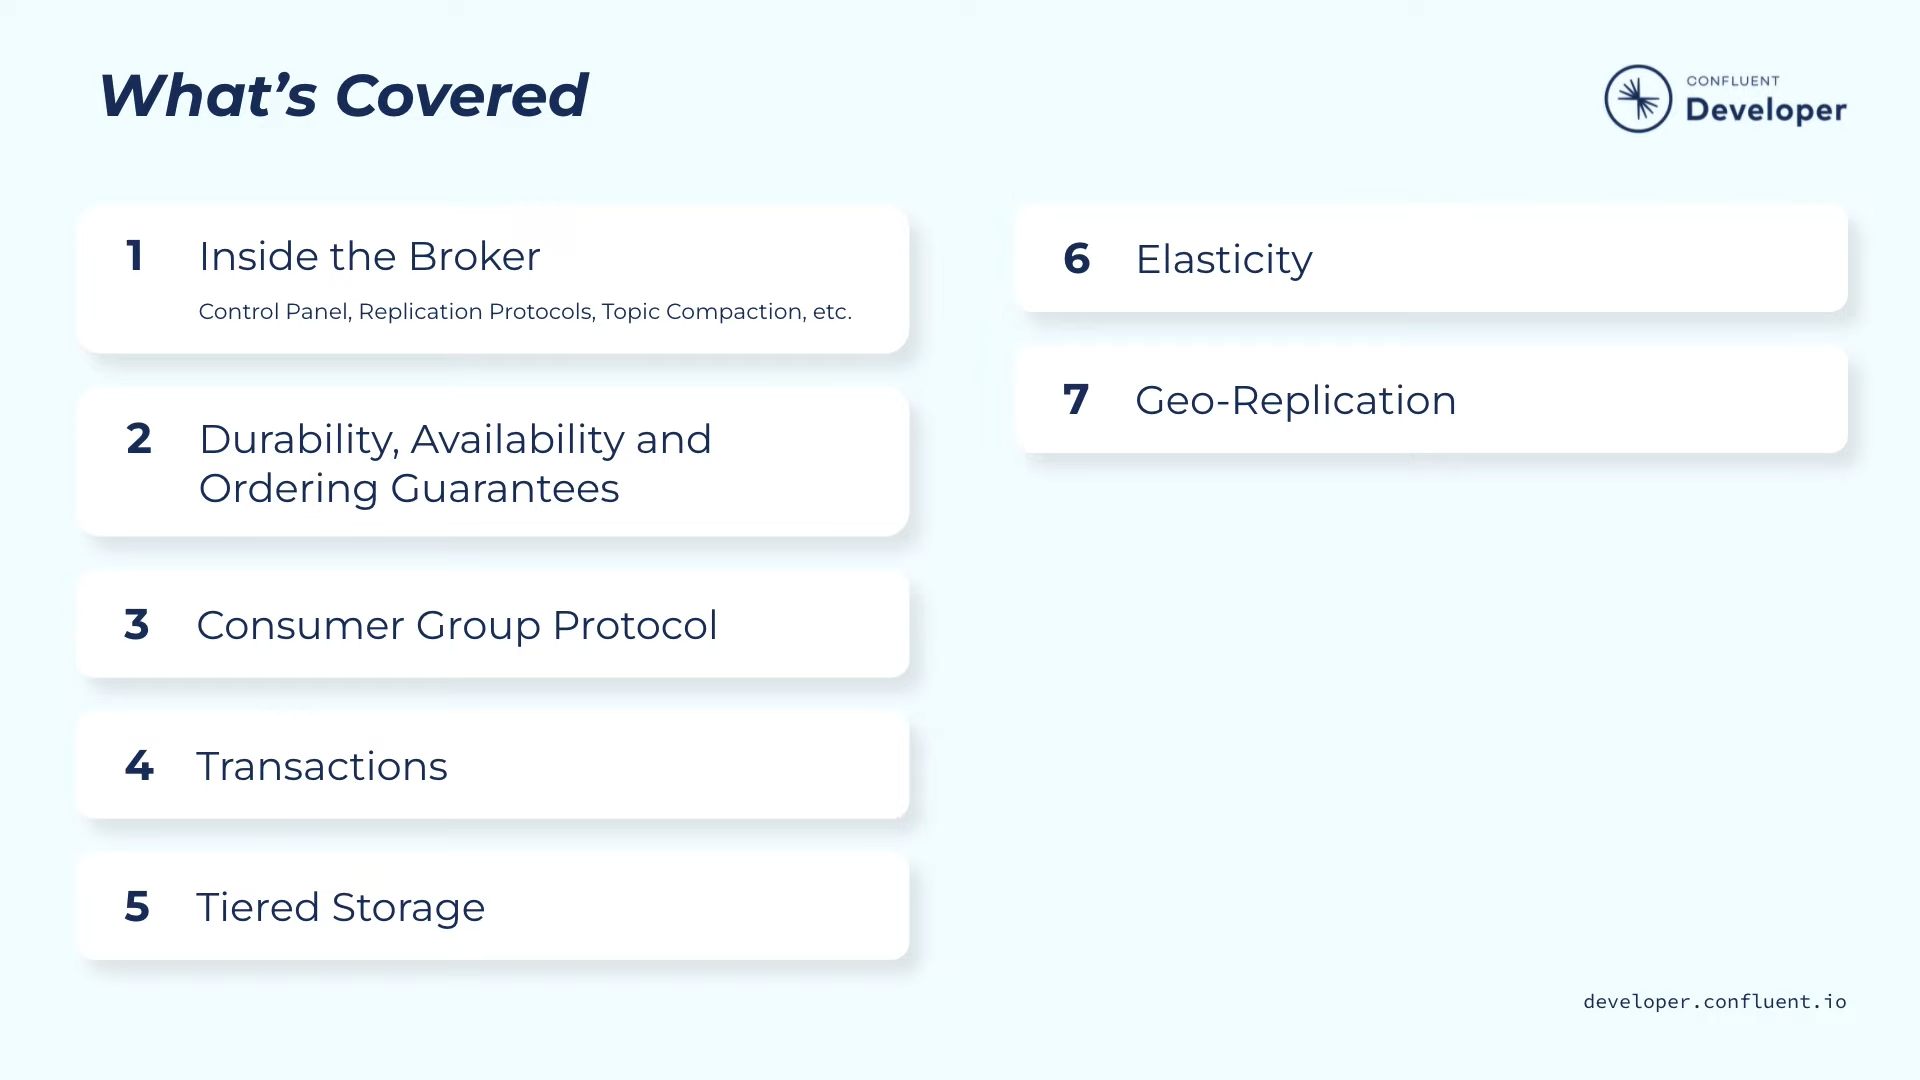 What's Covered
CONFLUENT
Developer
1 Inside the Broker
Control Panel, Replication Protocols, Topic Compaction, etc.
2 Durability, Availability and
Ordering Guarantees
3 Consumer Group Protocol
4 Transactions
5 Tiered Storage
6 Elasticity
7 Geo-Replication
developer.confluent.io